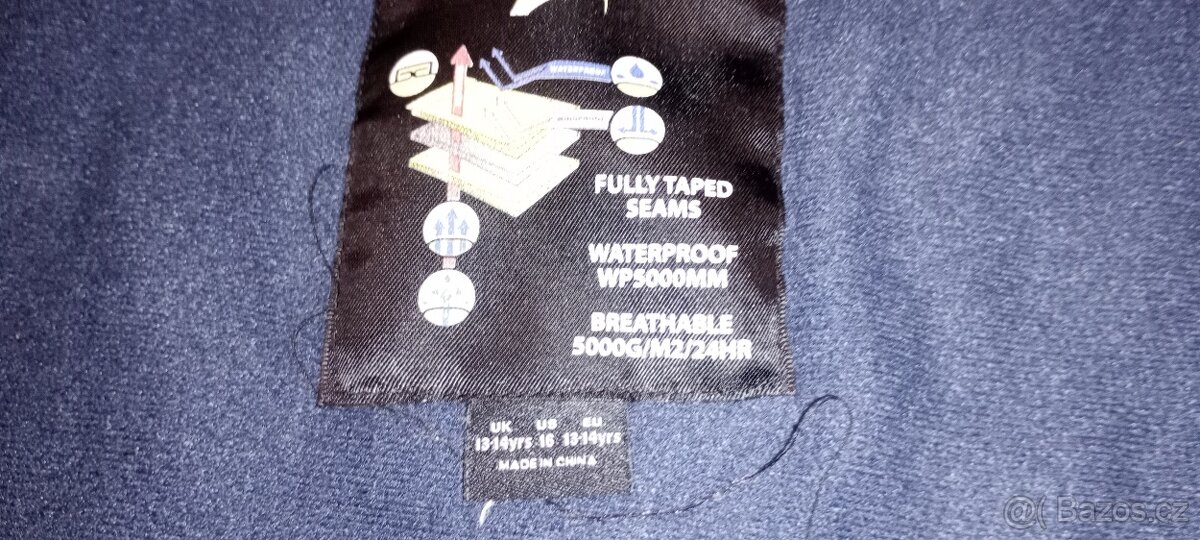 WATERPROOF
WINDPROOF
FULLY TAPED
SEAMS
WATERPROOF
WP5000MM
BREATHABLE
5000G/M2/24HR
UK US EU
13-14yrs 16 13-14yrs
MADE IN CHINA
@( Bazos.cz